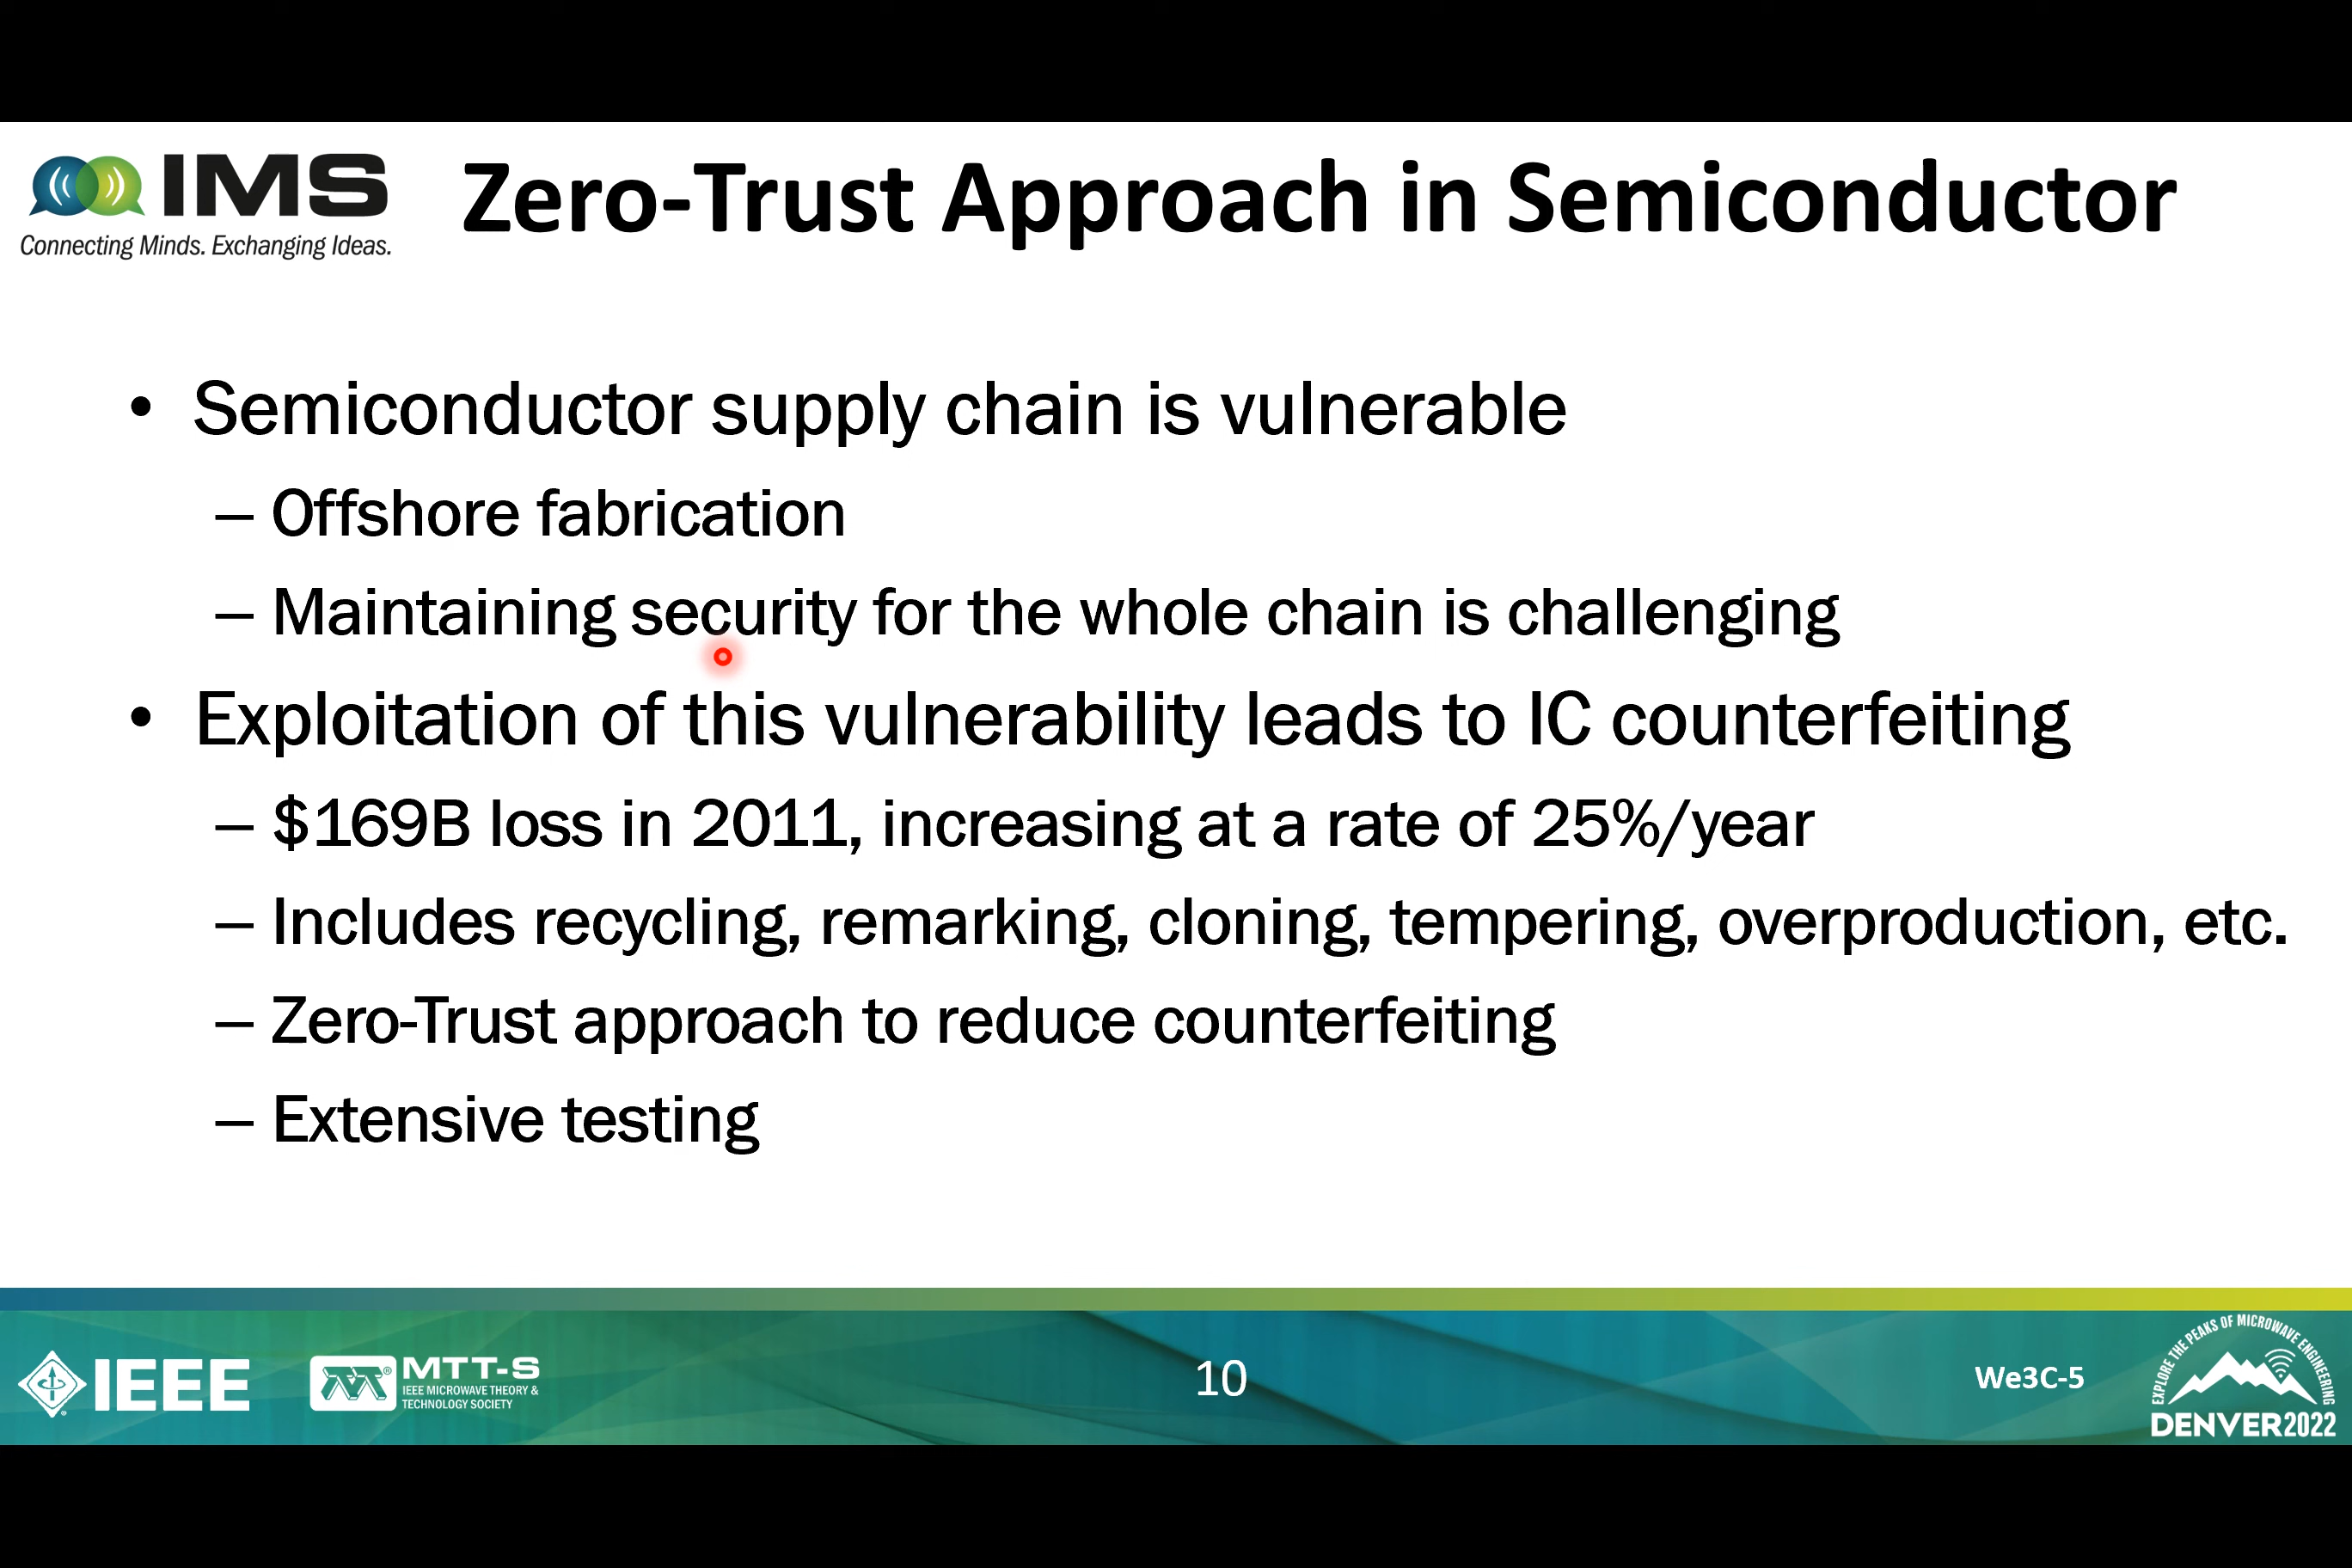 IMS
Connecting Minds. Exchanging Ideas.
Zero-Trust Approach in Semiconductor
• Semiconductor supply chain is vulnerable
– Offshore fabrication
– Maintaining security for the whole chain is challenging
• Exploitation of this vulnerability leads to IC counterfeiting
– $169B loss in 2011, increasing at a rate of 25%/year
– Includes recycling, remarking, cloning, tempering, overproduction, etc.
– Zero-Trust approach to reduce counterfeiting
– Extensive testing
IEEE
MTT-S
IEEE MICROWAVE THEORY &
TECHNOLOGY SOCIETY
10
We3C-5
EXPLORE THE PEAKS OF MICROWAVE ENGINEERING
DENVER2022